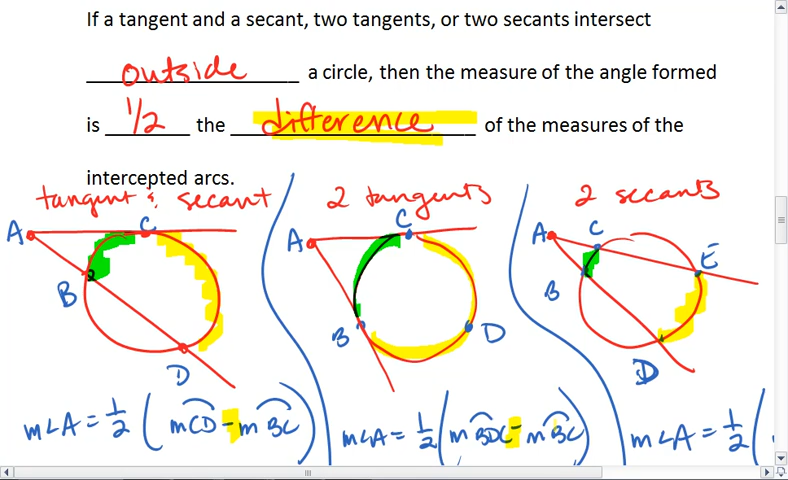 If a tangent and a secant, two tangents, or two secants intersect
outside a circle, then the measure of the angle formed
is 1/2 the difference of the measures of the
intercepted arcs.
tangent & secant
A
C
B
D
m∠A = 1/2 (mCD - mBC)
2 tangents
C
A
B
D
m∠A = 1/2 (mBDC - mBC)
2 secants
A
C
E
B
D
m∠A = 1/2 (